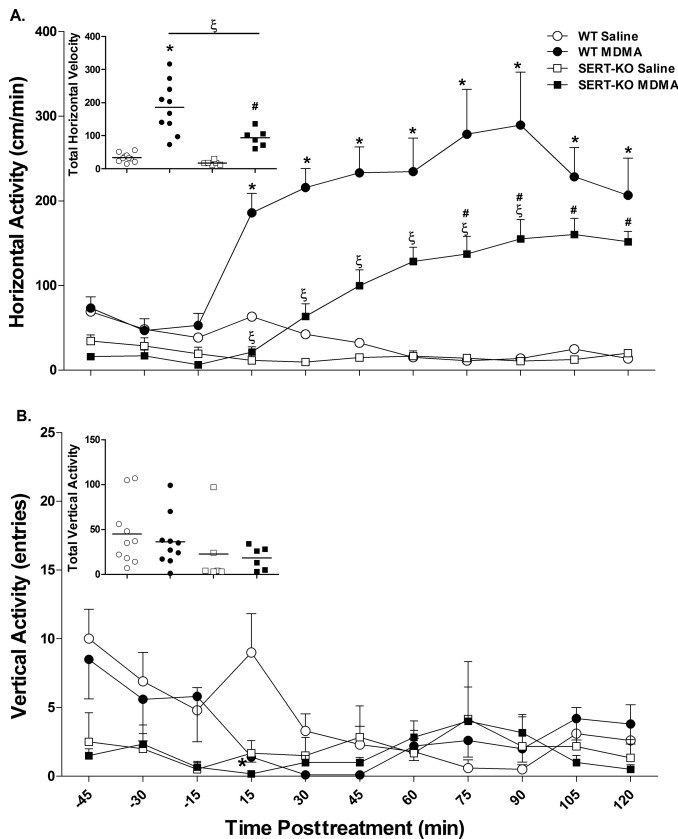 A.
Horizontal Activity (cm/min)
400
300
200
100
0
Total Horizontal Velocity
400
300
200
100
0
ξ
*
#
WT Saline
WT MDMA
SERT-KO Saline
SERT-KO MDMA
* * * * * * * *
# # # #
ξ ξ ξ ξ ξ ξ
B.
Vertical Activity (entries)
25
20
15
10
5
0
Total Vertical Activity
150
100
50
0
*
-45 -30 -15 15 30 45 60 75 90 105 120
Time Posttreatment (min)